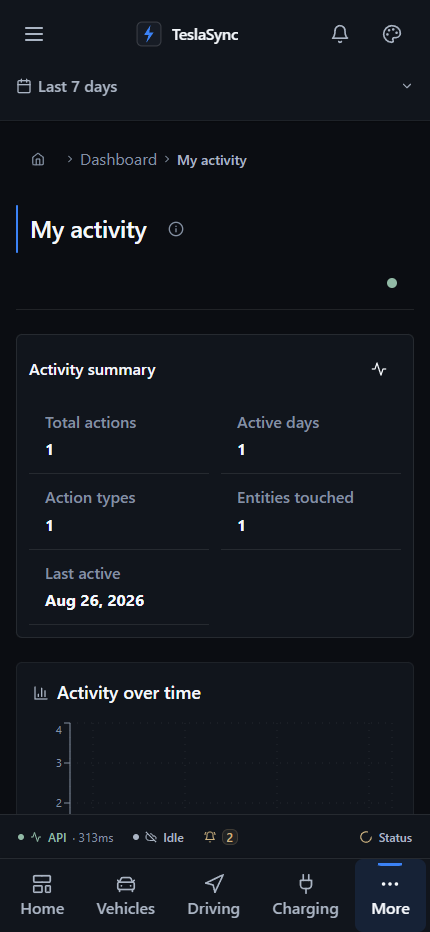 TeslaSync
Last 7 days
Dashboard My activity
My activity
Activity summary
Total actions Active days
1 1
Action types Entities touched
1 1
Last active
Aug 26, 2026
Activity over time
4
3
2
API · 313ms Idle 2 Status
Home Vehicles Driving Charging More